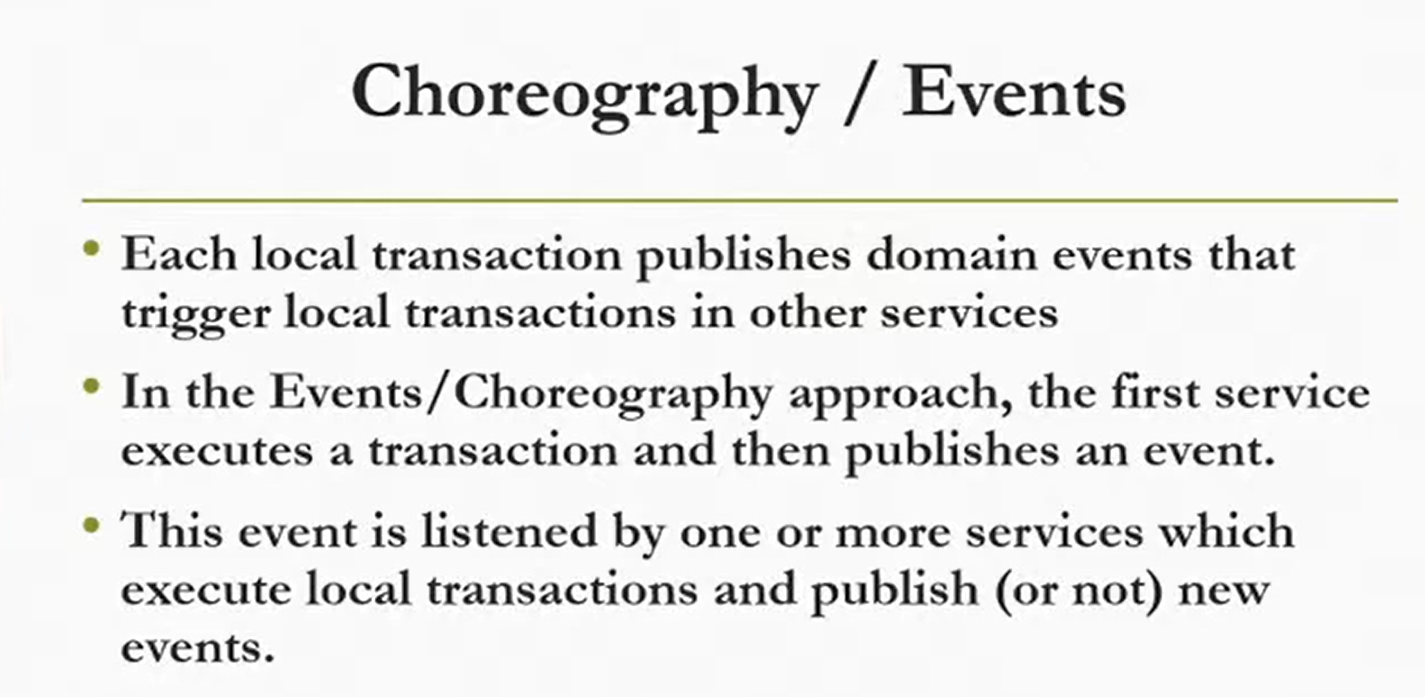 Choreography / Events
• Each local transaction publishes domain events that
trigger local transactions in other services
• In the Events/Choreography approach, the first service
executes a transaction and then publishes an event.
• This event is listened by one or more services which
execute local transactions and publish (or not) new
events.